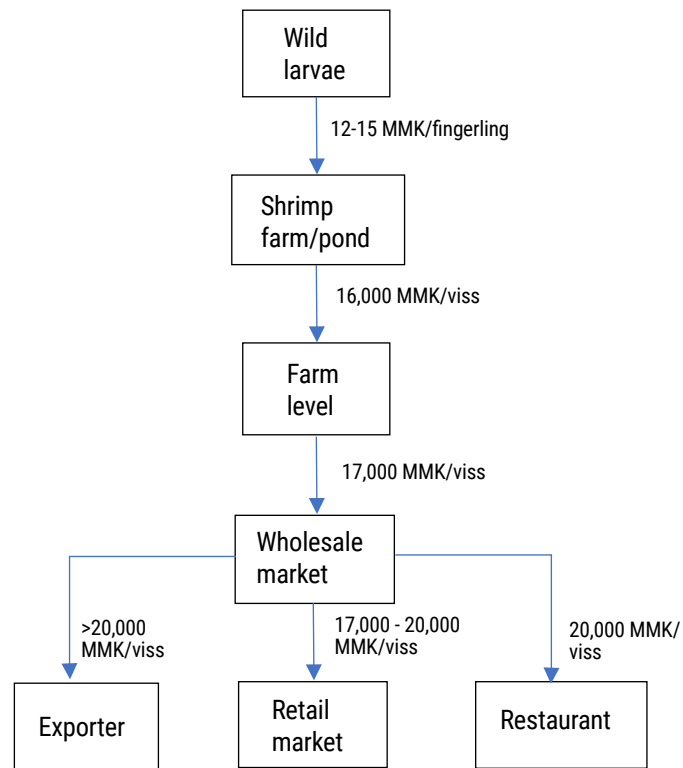 Wild
larvae
12-15 MMK/fingerling
Shrimp
farm/pond
16,000 MMK/viss
Farm
level
17,000 MMK/viss
Wholesale
market
>20,000
MMK/viss
17,000 - 20,000
MMK/viss
20,000 MMK/
viss
Exporter
Retail
market
Restaurant